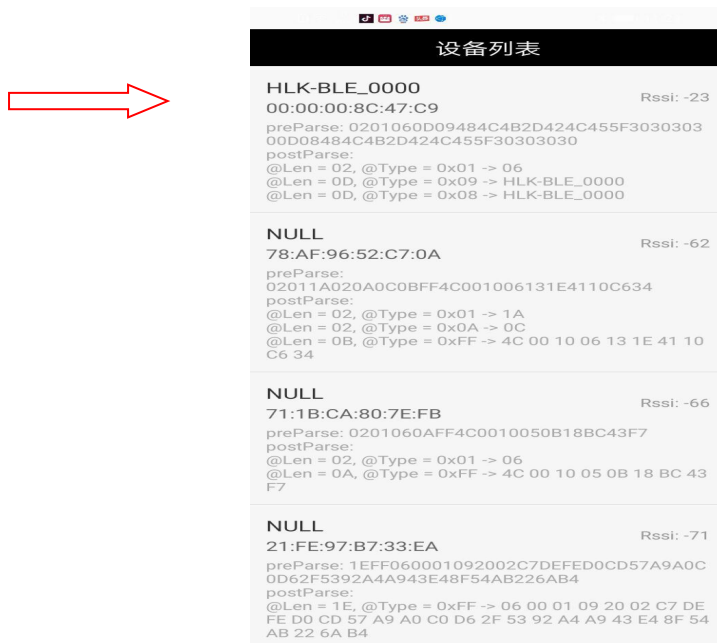 设备列表
HLK-BLE_0000
Rssi: -23
00:00:00:8C:47:C9
preParse: 0201060D09484C4B2D424C455F3030303
00D08484C4B2D424C455F30303030
postParse:
@Len = 02, @Type = 0x01 -> 06
@Len = 0D, @Type = 0x09 -> HLK-BLE_0000
@Len = 0D, @Type = 0x08 -> HLK-BLE_0000
NULL
Rssi: -62
78:AF:96:52:C7:0A
preParse:
02011A020A0C0BFF4C001006131E4110C634
postParse:
@Len = 02, @Type = 0x01 -> 1A
@Len = 02, @Type = 0x0A -> 0C
@Len = 0B, @Type = 0xFF -> 4C 00 10 06 13 1E 41 10
C6 34
NULL
Rssi: -66
71:1B:CA:80:7E:FB
preParse: 0201060AFF4C0010050B18BC43F7
postParse:
@Len = 02, @Type = 0x01 -> 06
@Len = 0A, @Type = 0xFF -> 4C 00 10 05 0B 18 BC 43
F7
NULL
Rssi: -71
21:FE:97:B7:33:EA
preParse: 1EFF060001092002C7DEFED0CD57A9A0C
0D62F5392A4A943E48F54AB226AB4
postParse:
@Len = 1E, @Type = 0xFF -> 06 00 01 09 20 02 C7 DE
FE D0 CD 57 A9 A0 C0 D6 2F 53 92 A4 A9 43 E4 8F 54
AB 22 6A B4